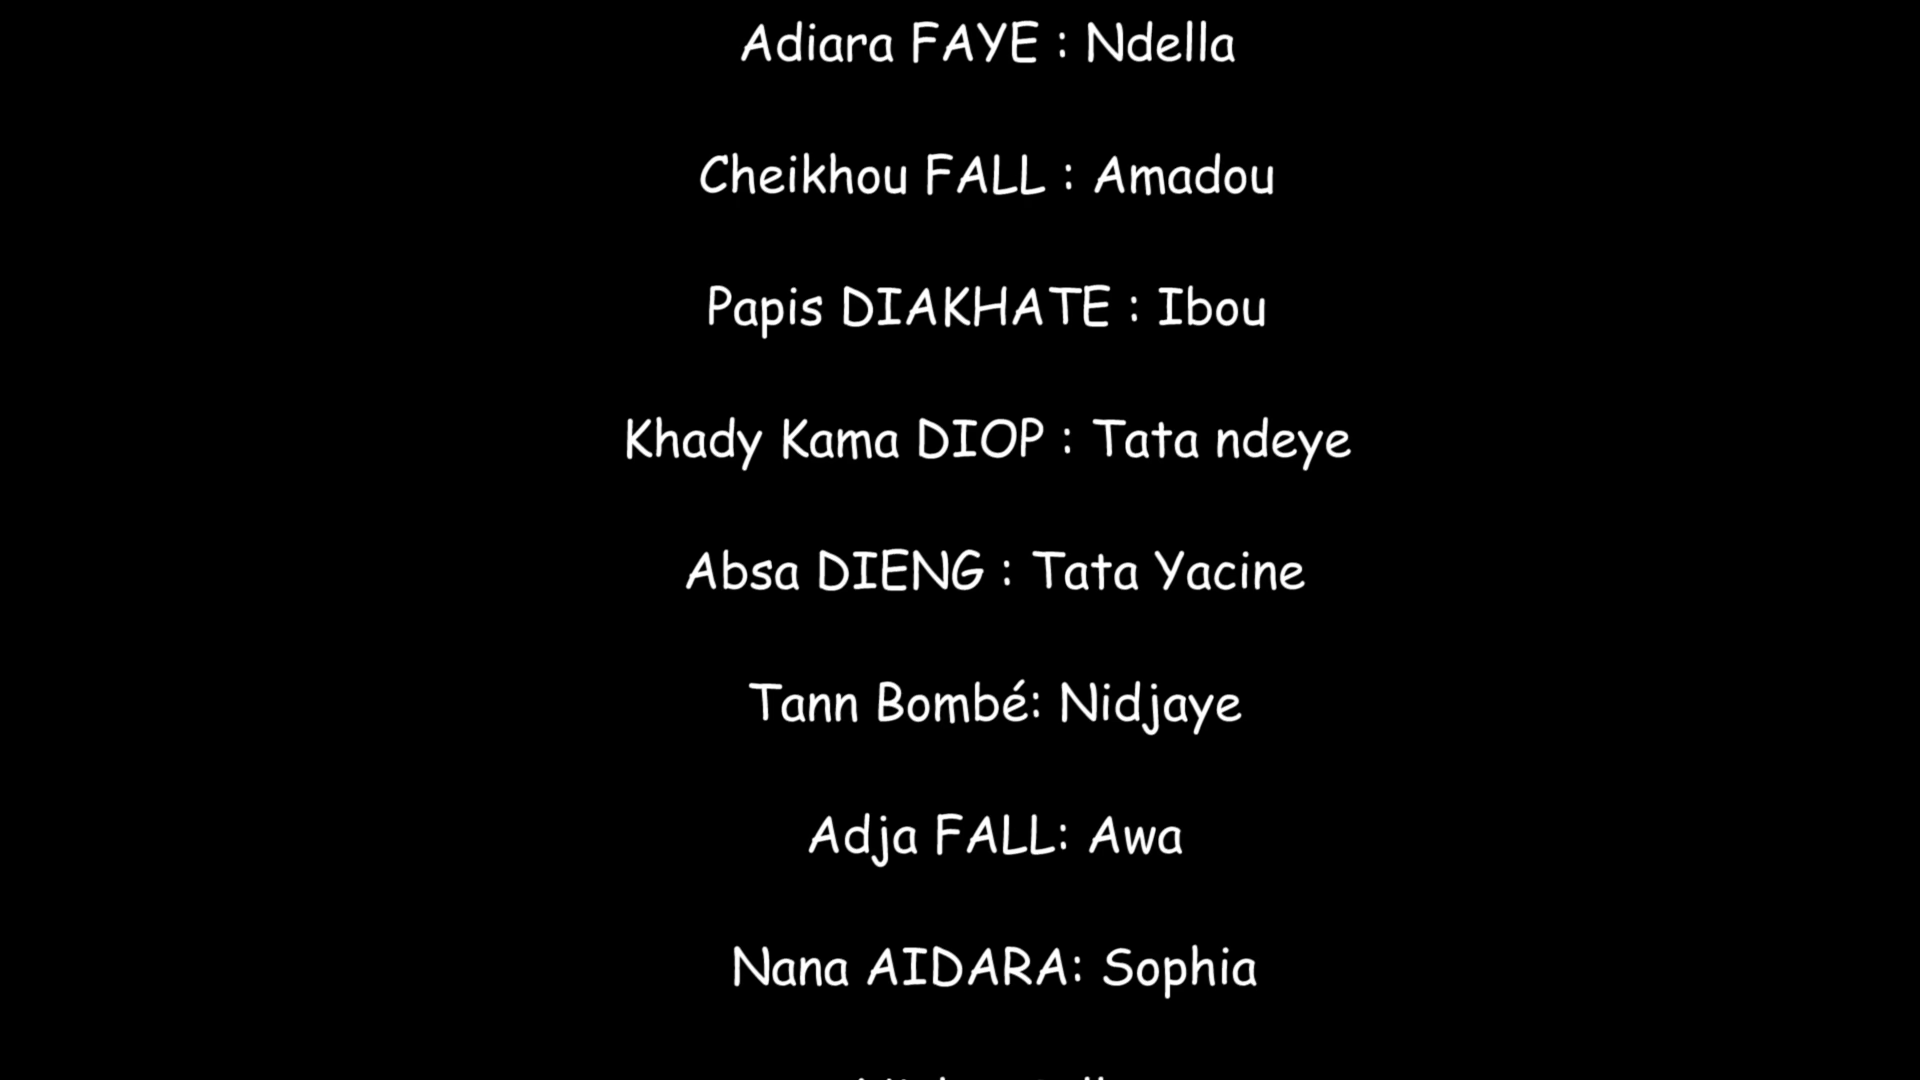 Adiara FAYE : Ndella
Cheikhou FALL : Amadou
Papis DIAKHATE : Ibou
Khady Kama DIOP : Tata ndeye
Absa DIENG : Tata Yacine
Tann Bombé: Nidjaye
Adja FALL: Awa
Nana AIDARA: Sophia